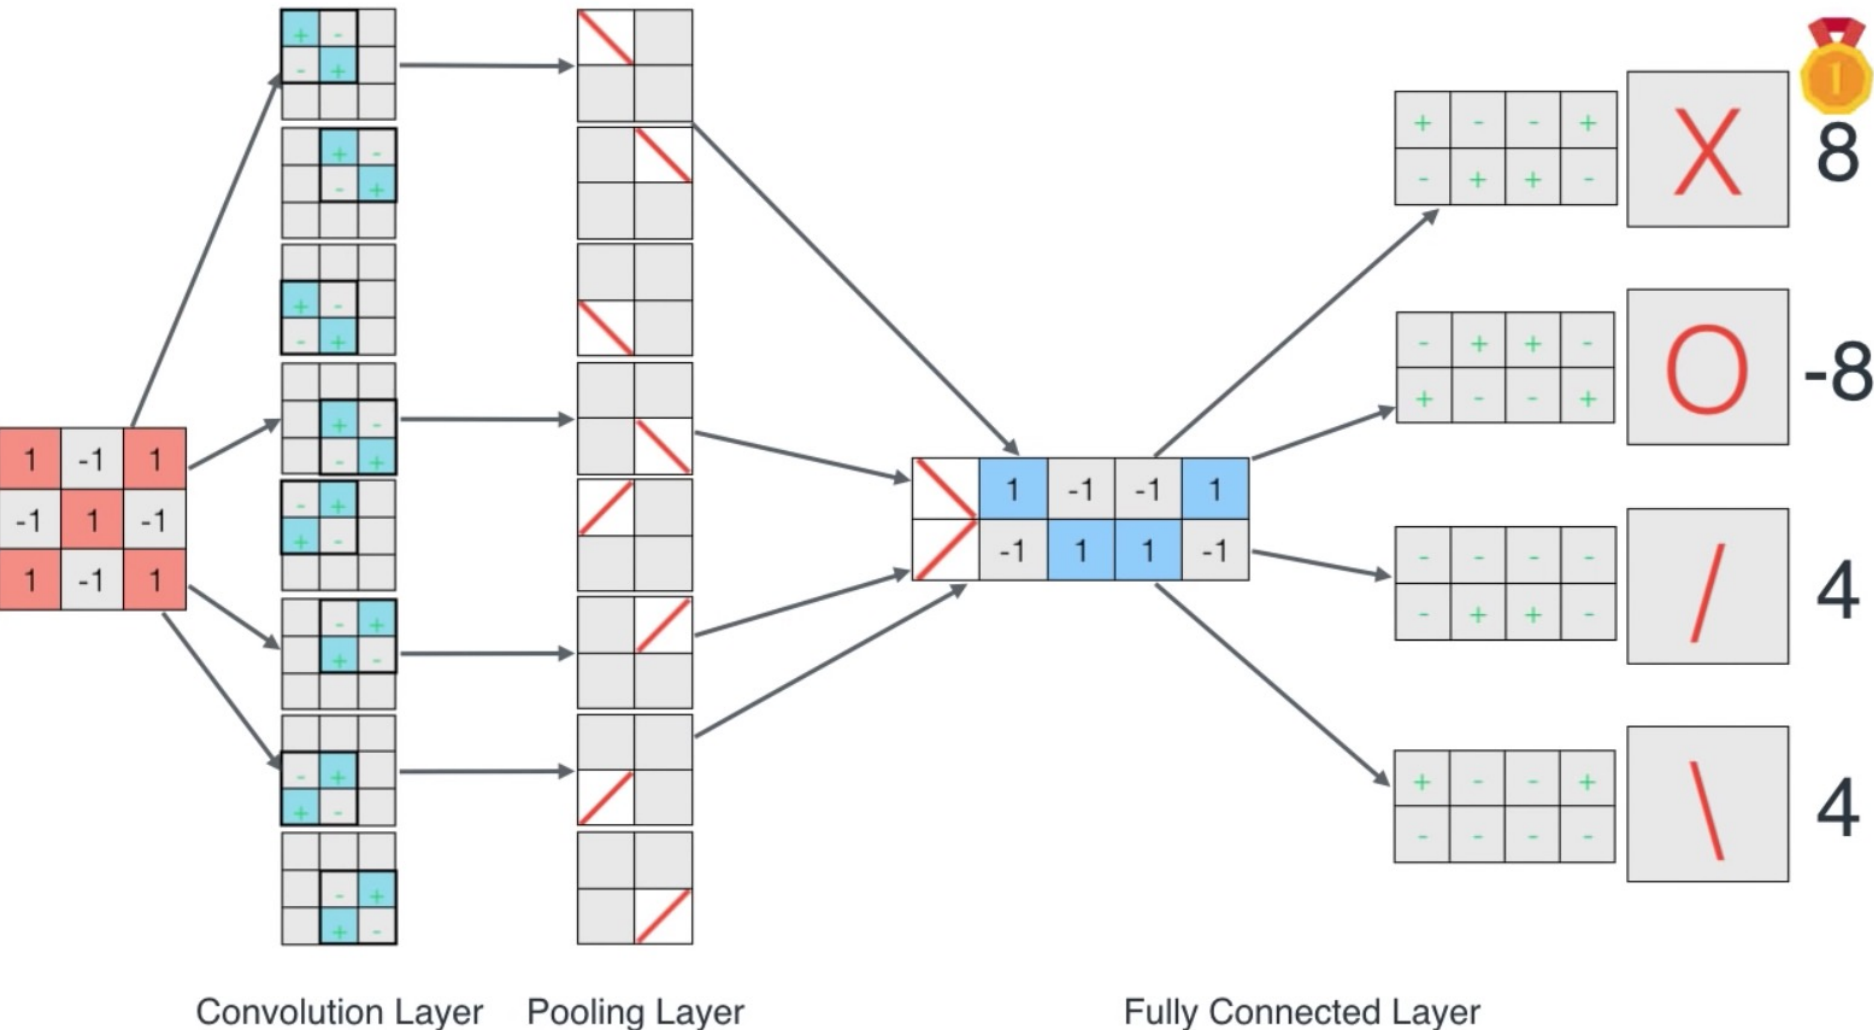 + -
- +
+ -
- +
+ -
- +
+ -
- +
- +
+ -
- +
+ -
- +
+ -
- +
+ -
1 -1 1
-1 1 -1
1 -1 1
1 -1 -1 1
-1 1 1 -1
+ - - +
- + + -
X
1
8
- + + -
+ - - +
O
-8
- - - -
- + + -
/
4
+ - - +
- - - -
\
4
Convolution Layer
Pooling Layer
Fully Connected Layer